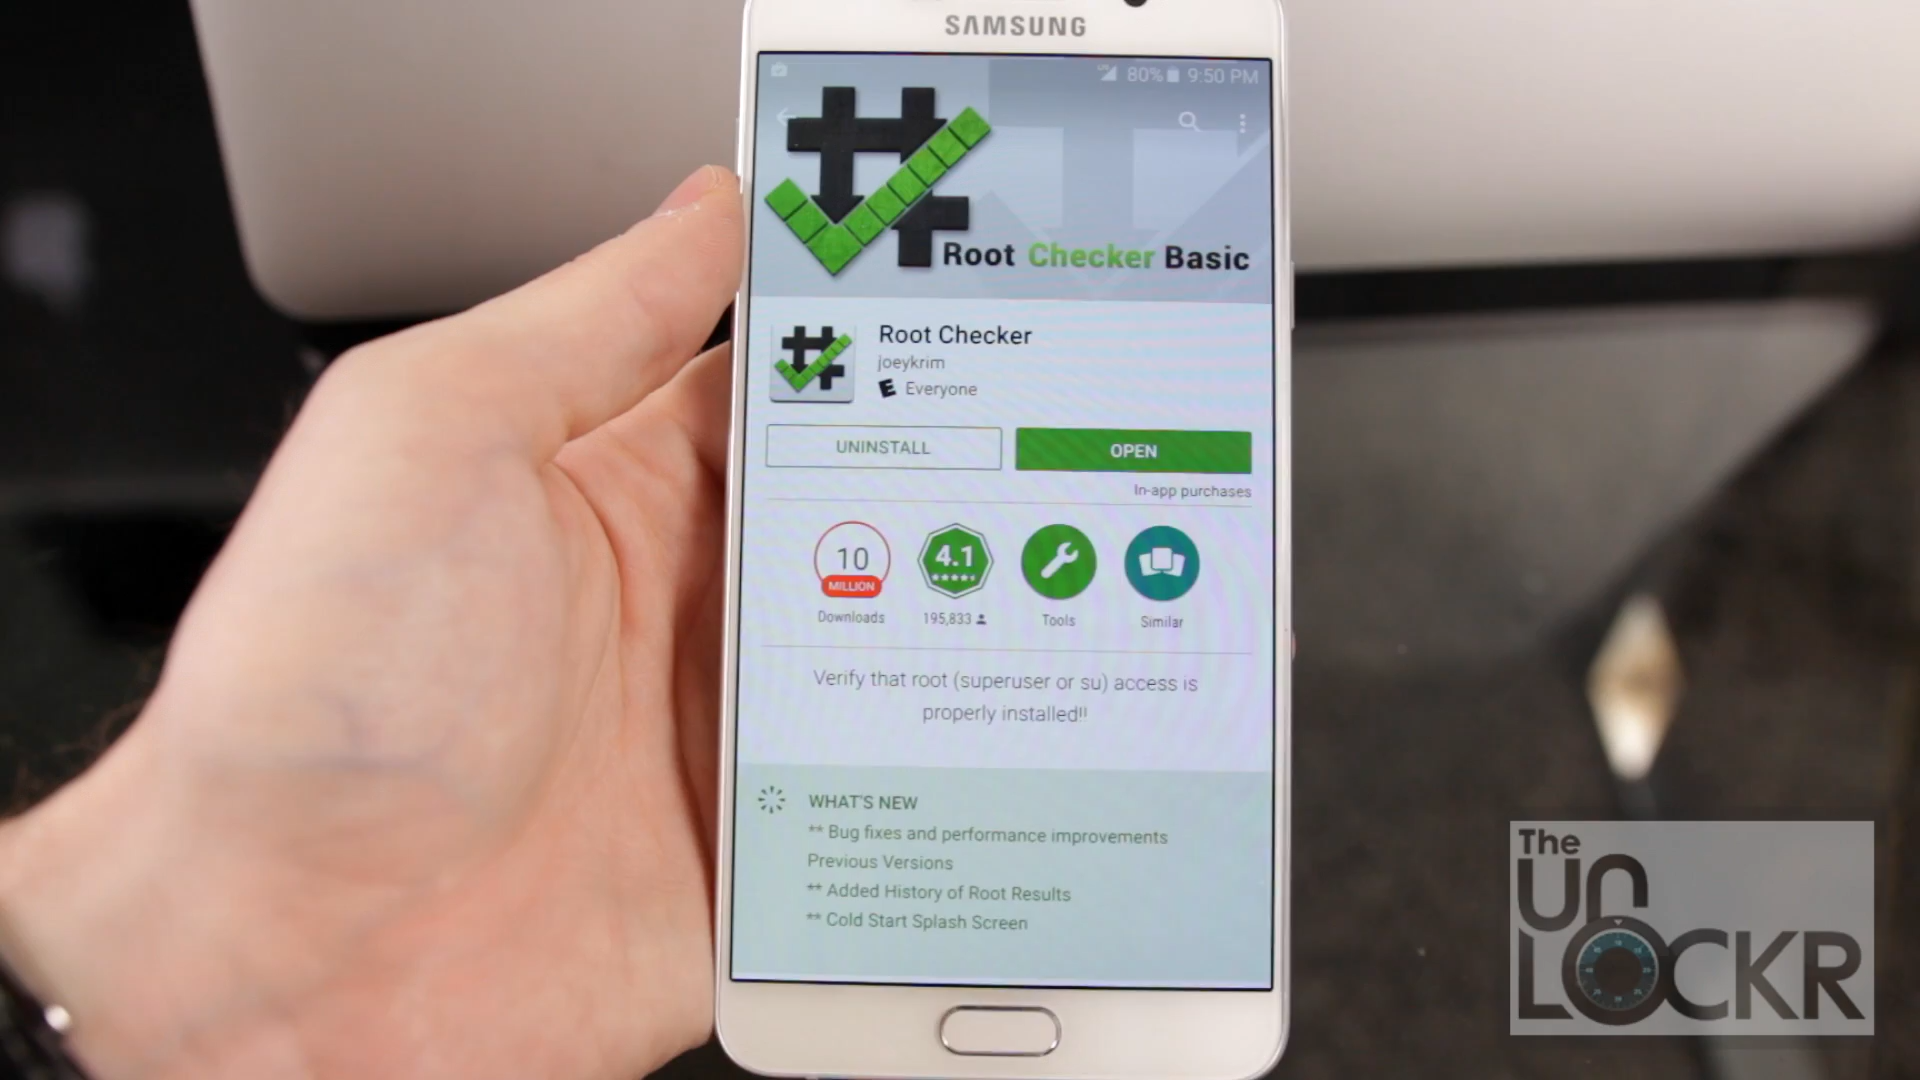 SAMSUNG
80% 9:50 PM
Root Checker Basic
Root Checker
joeykrim
E Everyone
UNINSTALL
OPEN
In-app purchases
10
MILLION
Downloads
4.1
195,833
Tools
Similar
Verify that root (superuser or su) access is
properly installed!!
WHAT'S NEW
** Bug fixes and performance improvements
Previous Versions
** Added History of Root Results
** Cold Start Splash Screen
The
UN
LOCKR